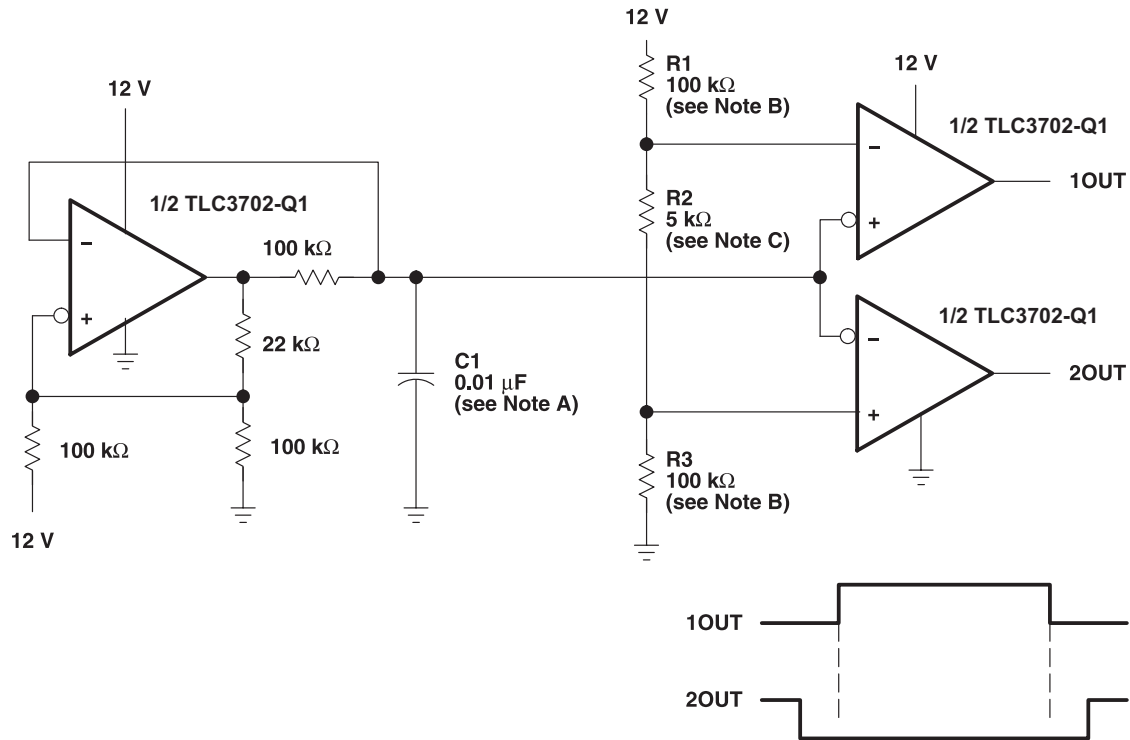 12 V
1/2 TLC3702-Q1
−
+
100 kΩ
22 kΩ
100 kΩ
100 kΩ
12 V
C1
0.01 μF
(see Note A)
12 V
R1
100 kΩ
(see Note B)
R2
5 kΩ
(see Note C)
R3
100 kΩ
(see Note B)
12 V
1/2 TLC3702-Q1
−
+
1OUT
1/2 TLC3702-Q1
−
+
2OUT
1OUT
2OUT